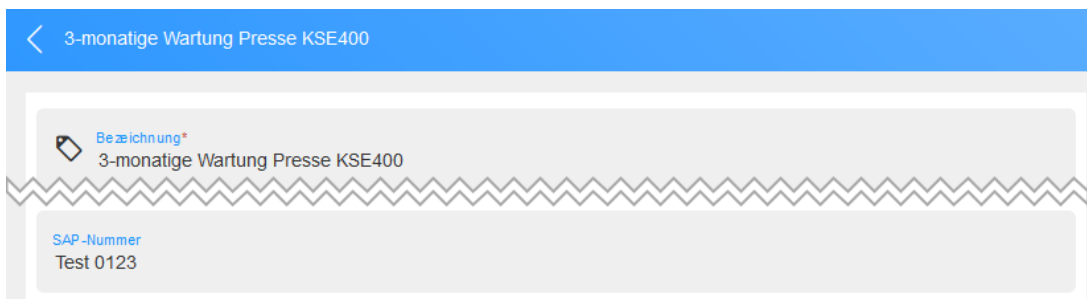 3-monatige Wartung Presse KSE400
Bezeichnung*
3-monatige Wartung Presse KSE400
SAP-Nummer
Test 0123